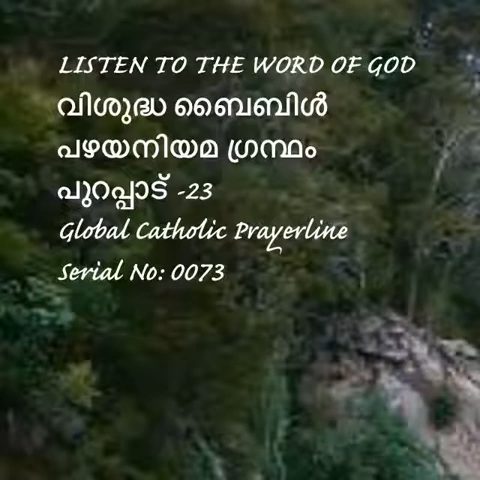 LISTEN TO THE WORD OF GOD
വിശുദ്ധ ബൈബിൾ
പഴയനിയമ ഗ്രന്ഥം
പുറപ്പാട് -23
Global Catholic Prayerline
Serial No: 0073